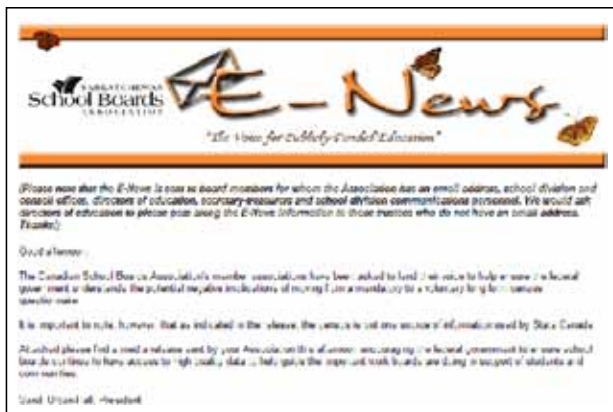 SASKATCHEWAN
School Boards
ASSOCIATION
E-News
"The Voice for Publicly Funded Education"
(Please note that the E-News is sent to board members for whom the Association has an email address, school division and
conseil offices, directors of education, secretary-treasurers and school division communications personnel. We would ask
directors of education to please pass along the E-News information to those trustees who do not have an email address.
Thanks!)
Good afternoon
The Canadian School Boards Association's member associations have been asked to lend their voice to help ensure the federal
government understands the potential negative implications of moving from a mandatory to a voluntary long form census
questionnaire
It is important to note, however, that as indicated in the release, the census is but one source of information used by Stats Canada
Attached please find a media release sent by your Association this afternoon encouraging the federal government to ensure school
boards continue to have access to high quality data to help guide the important work boards are doing in support of students and
communities.
Sandi Urban-Hall, President